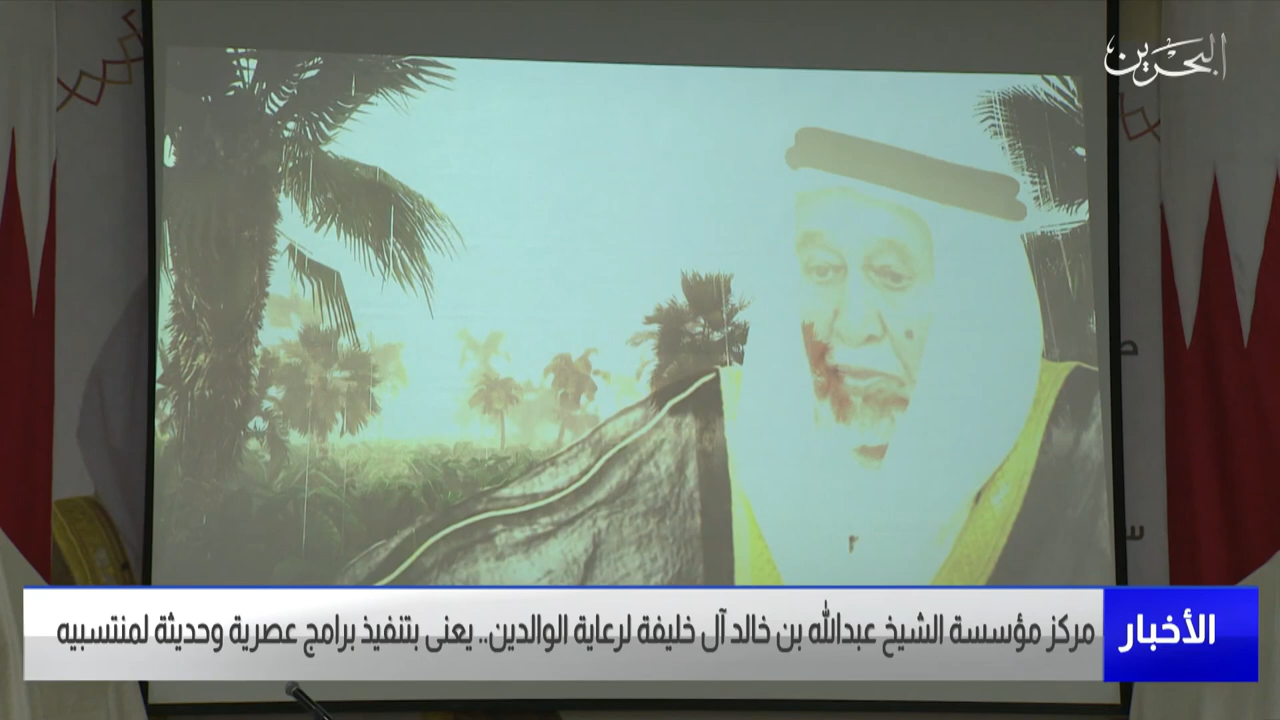 البحرين
الأخبار
مركز مؤسسة الشيخ عبدالله بن خالد آل خليفة لرعاية الوالدين.. يعنى بتنفيذ برامج عصرية وحديثة لمنتسبيه